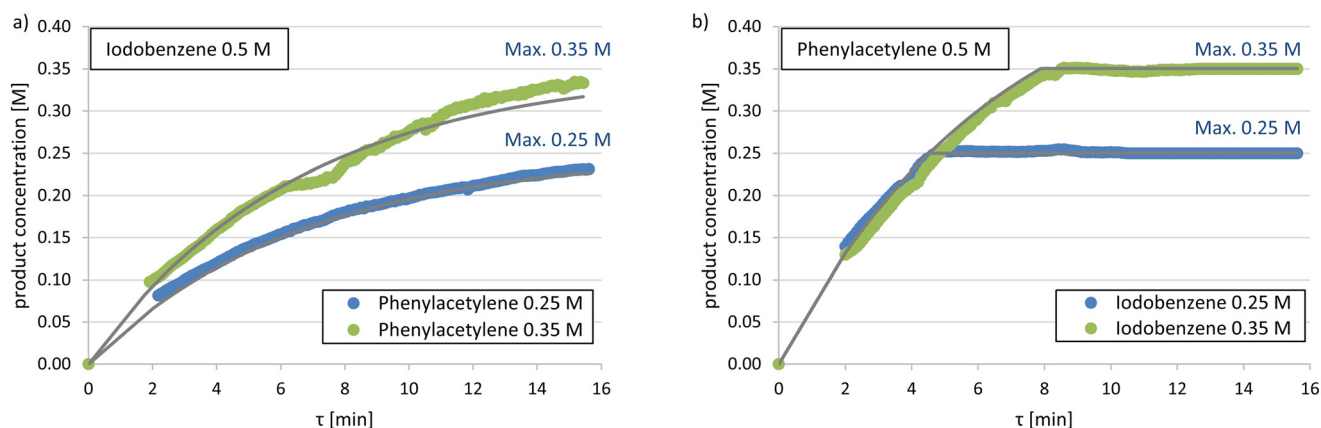 a)
Iodobenzene 0.5 M
Max. 0.35 M
Max. 0.25 M
product concentration [M]
0.40
0.35
0.30
0.25
0.20
0.15
0.10
0.05
0.00
Phenylacetylene 0.25 M
Phenylacetylene 0.35 M
0 2 4 6 8 10 12 14 16
τ [min]
b)
Phenylacetylene 0.5 M
Max. 0.35 M
Max. 0.25 M
product concentration [M]
0.40
0.35
0.30
0.25
0.20
0.15
0.10
0.05
0.00
Iodobenzene 0.25 M
Iodobenzene 0.35 M
0 2 4 6 8 10 12 14 16
τ [min]